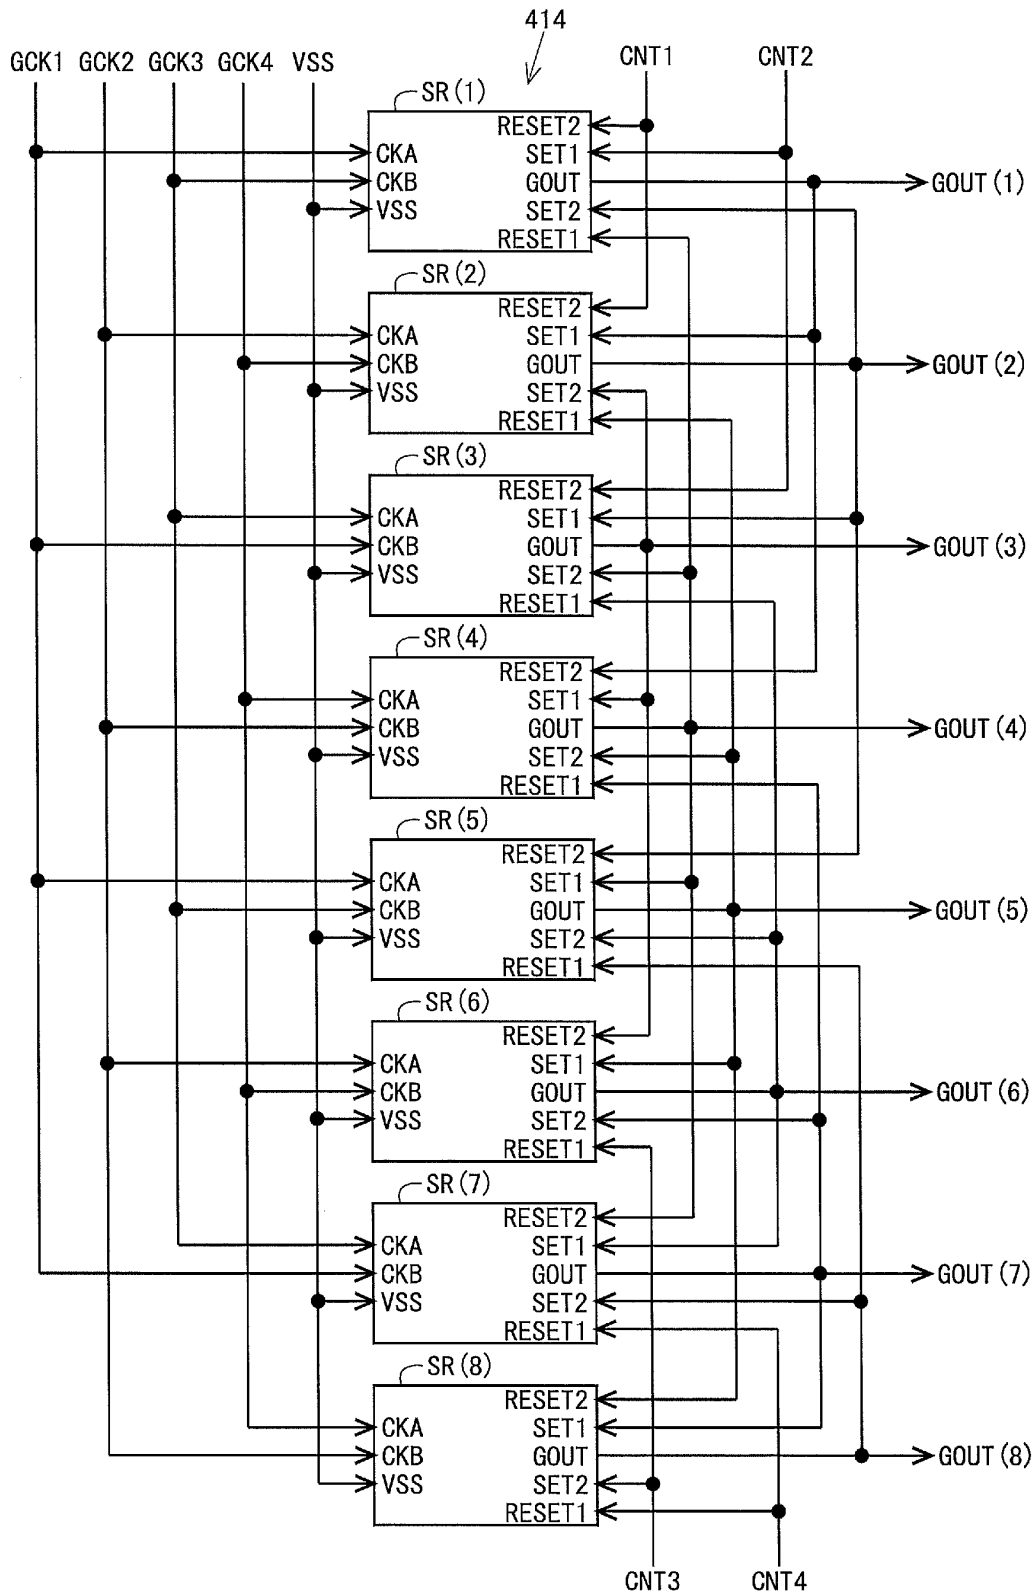 414
GCK1 GCK2 GCK3 GCK4 VSS CNT1 CNT2
SR(1)
RESET2
CKA SET1
CKB GOUT GOUT(1)
VSS SET2
RESET1
SR(2)
RESET2
CKA SET1
CKB GOUT GOUT(2)
VSS SET2
RESET1
SR(3)
RESET2
CKA SET1
CKB GOUT GOUT(3)
VSS SET2
RESET1
SR(4)
RESET2
CKA SET1
CKB GOUT GOUT(4)
VSS SET2
RESET1
SR(5)
RESET2
CKA SET1
CKB GOUT GOUT(5)
VSS SET2
RESET1
SR(6)
RESET2
CKA SET1
CKB GOUT GOUT(6)
VSS SET2
RESET1
SR(7)
RESET2
CKA SET1
CKB GOUT GOUT(7)
VSS SET2
RESET1
SR(8)
RESET2
CKA SET1
CKB GOUT GOUT(8)
VSS SET2
RESET1
CNT3 CNT4